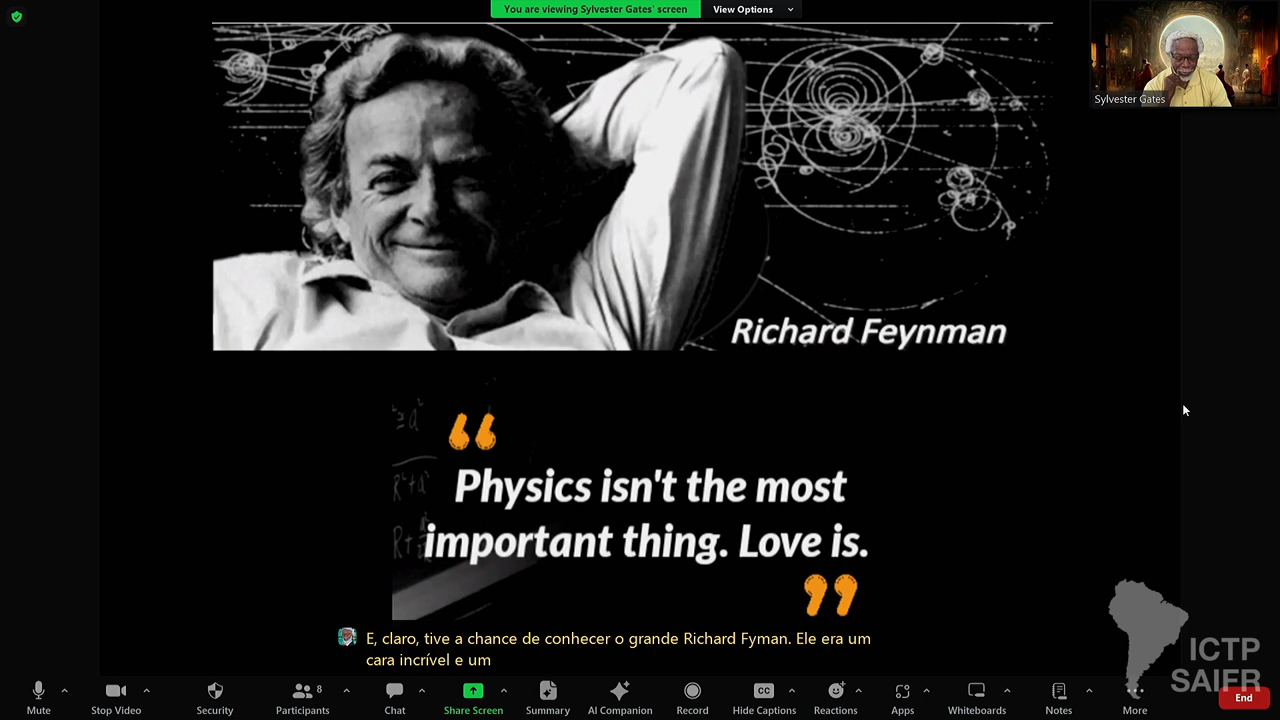 You are viewing Sylvester Gates' screen
View Options
Sylvester Gates
Richard Feynman
“
Physics isn't the most
important thing. Love is.
”
E, claro, tive a chance de conhecer o grande Richard Fyman. Ele era um
cara incrível e um
ICTP
SAIFR
Mute
Stop Video
Security
Participants
8
Chat
Share Screen
Summary
AI Companion
Record
CC
Hide Captions
Reactions
Apps
Whiteboards
Notes
More
End